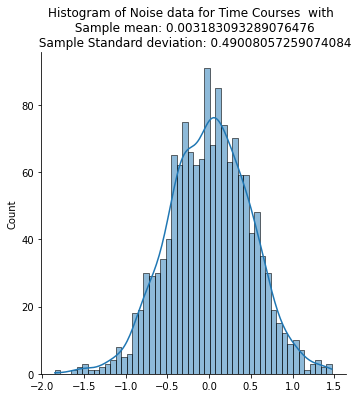 Histogram of Noise data for Time Courses with
Sample mean: 0.003183093289076476
Sample Standard deviation: 0.49008057259074084
Count
80
60
40
20
0
−2.0 −1.5 −1.0 −0.5 0.0 0.5 1.0 1.5